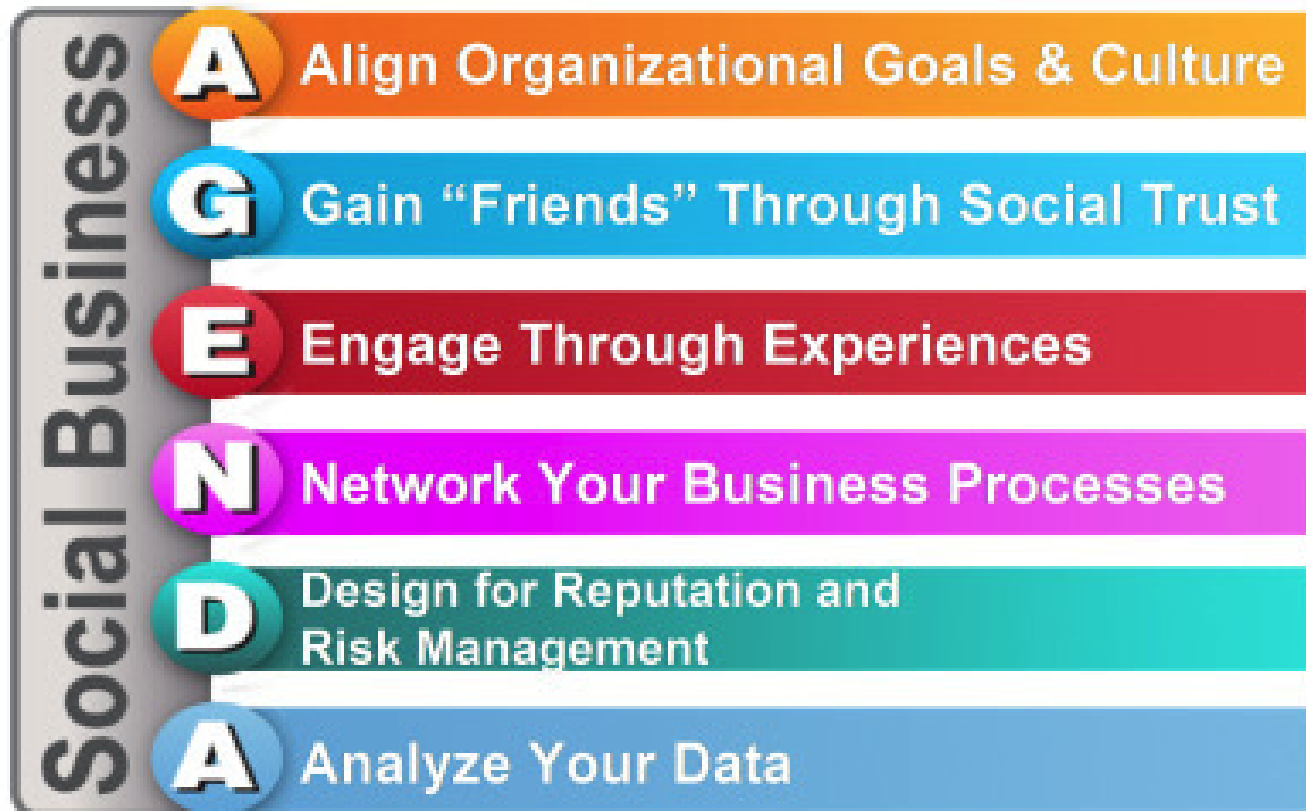 Social Business
A Align Organizational Goals & Culture
G Gain “Friends” Through Social Trust
E Engage Through Experiences
N Network Your Business Processes
D Design for Reputation and
Risk Management
A Analyze Your Data